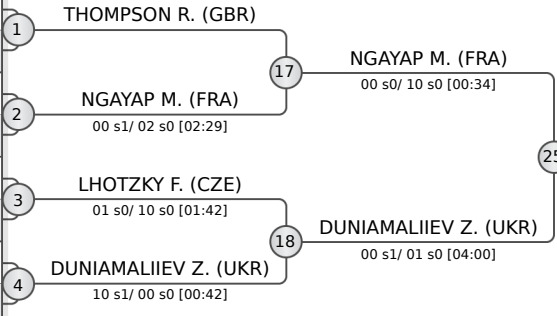 THOMPSON R. (GBR)
1
17
NGAYAP M. (FRA)
00 s0/ 10 s0 [00:34]
NGAYAP M. (FRA)
2
00 s1/ 02 s0 [02:29]
25
LHOTZKY F. (CZE)
3
01 s0/ 10 s0 [01:42]
18
DUNIAMALIIEV Z. (UKR)
00 s1/ 01 s0 [04:00]
DUNIAMALIIEV Z. (UKR)
4
10 s1/ 00 s0 [00:42]